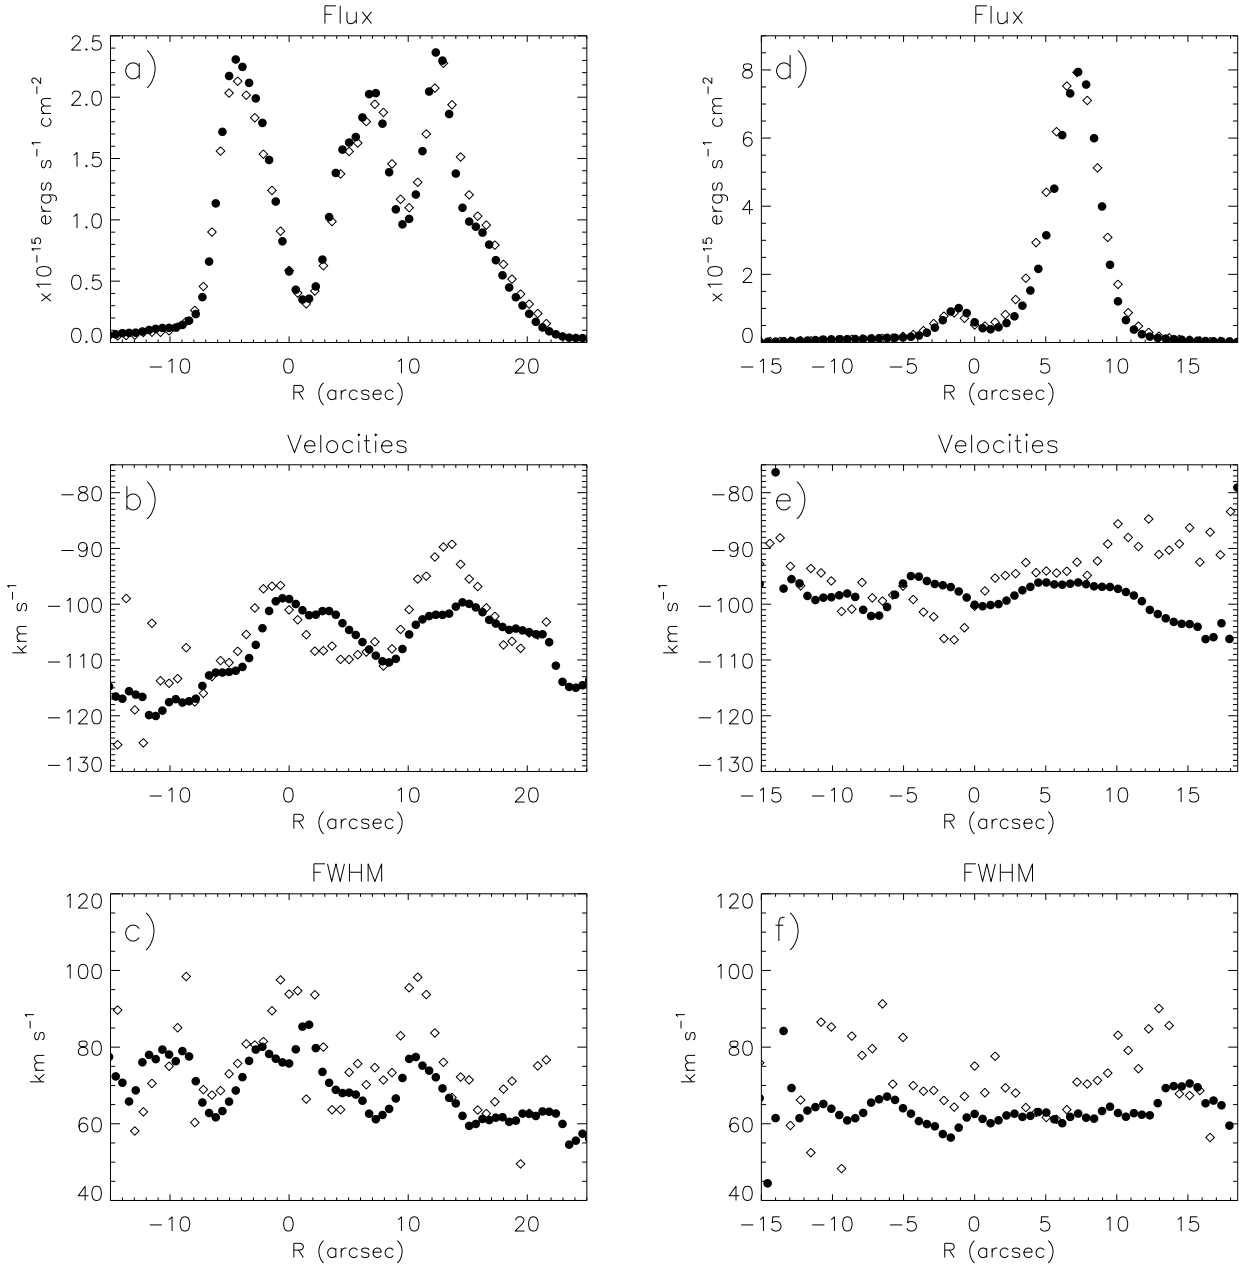 Flux
a)
2.5
2.0
1.5
1.0
0.5
0.0
x10⁻¹⁵ ergs s⁻¹ cm⁻²
−10 0 10 20
R (arcsec)
Flux
d)
8
6
4
2
0
x10⁻¹⁵ ergs s⁻¹ cm⁻²
−15 −10 −5 0 5 10 15
R (arcsec)
Velocities
b)
−80
−90
−100
−110
−120
−130
km s⁻¹
−10 0 10 20
R (arcsec)
Velocities
e)
−80
−90
−100
−110
−120
−130
km s⁻¹
−15 −10 −5 0 5 10 15
R (arcsec)
FWHM
c)
120
100
80
60
40
km s⁻¹
−10 0 10 20
R (arcsec)
FWHM
f)
120
100
80
60
40
km s⁻¹
−15 −10 −5 0 5 10 15
R (arcsec)